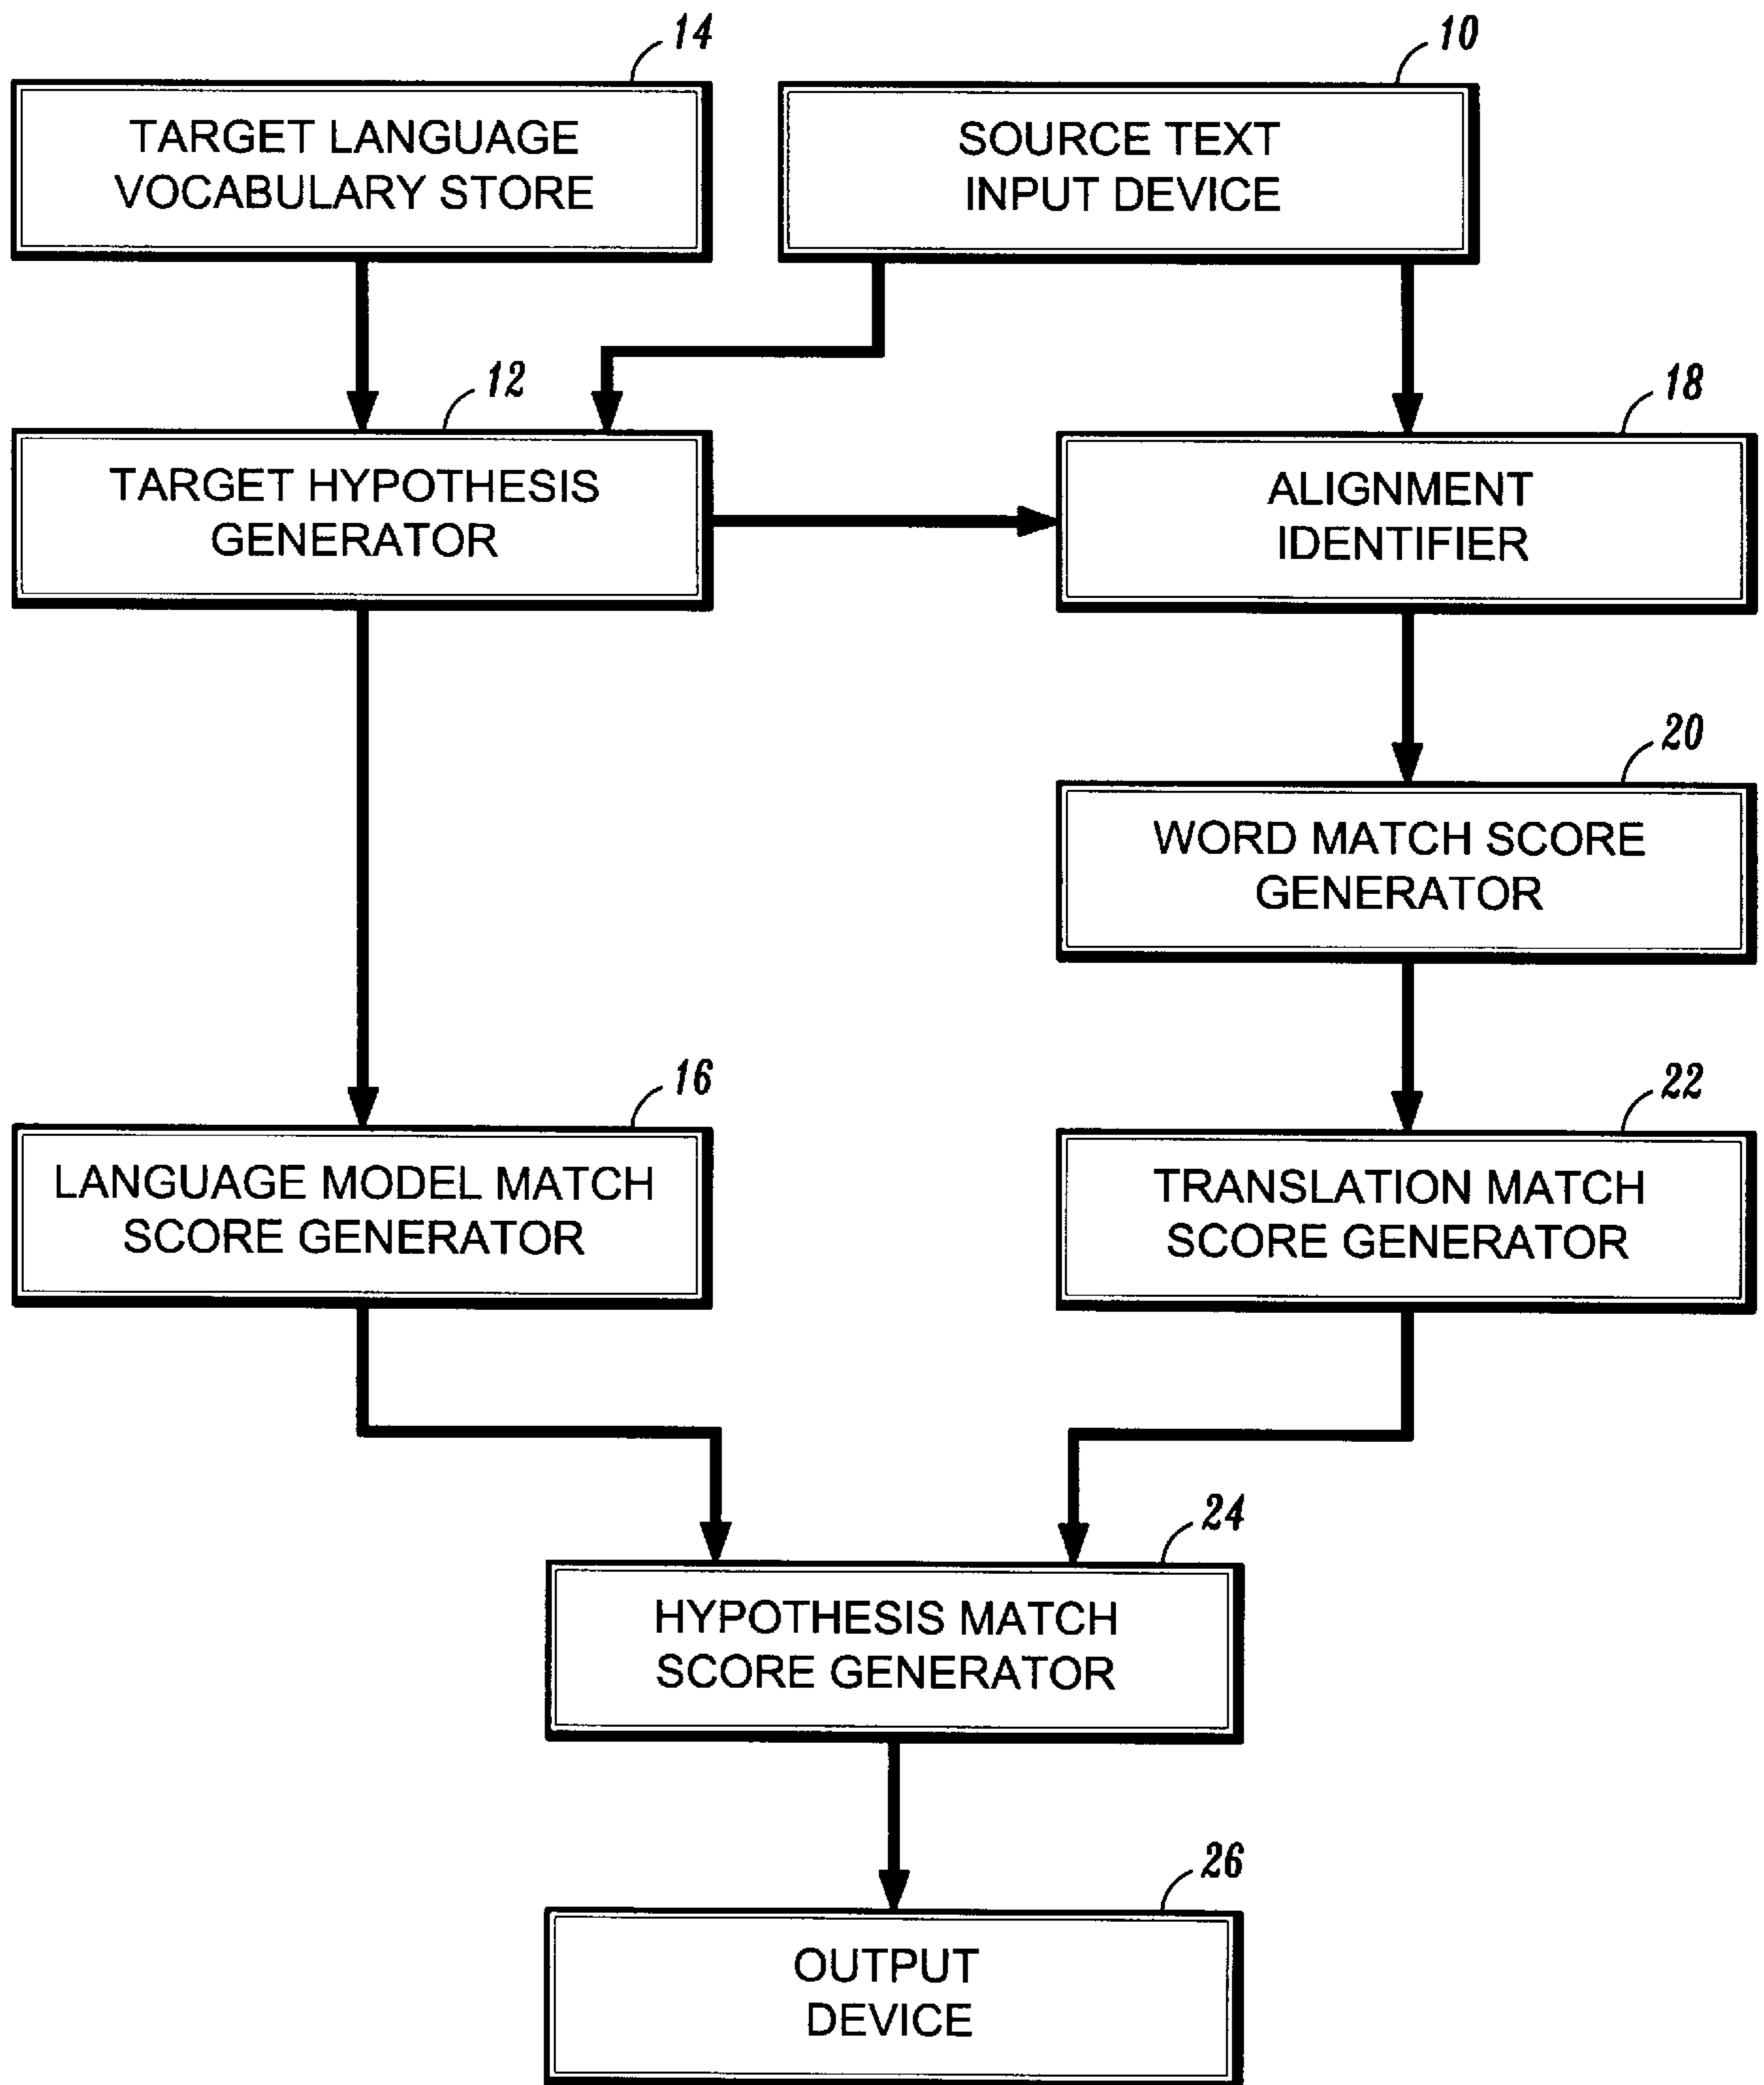 14
TARGET LANGUAGE
VOCABULARY STORE
10
SOURCE TEXT
INPUT DEVICE
12
TARGET HYPOTHESIS
GENERATOR
18
ALIGNMENT
IDENTIFIER
20
WORD MATCH SCORE
GENERATOR
16
LANGUAGE MODEL MATCH
SCORE GENERATOR
22
TRANSLATION MATCH
SCORE GENERATOR
24
HYPOTHESIS MATCH
SCORE GENERATOR
26
OUTPUT
DEVICE